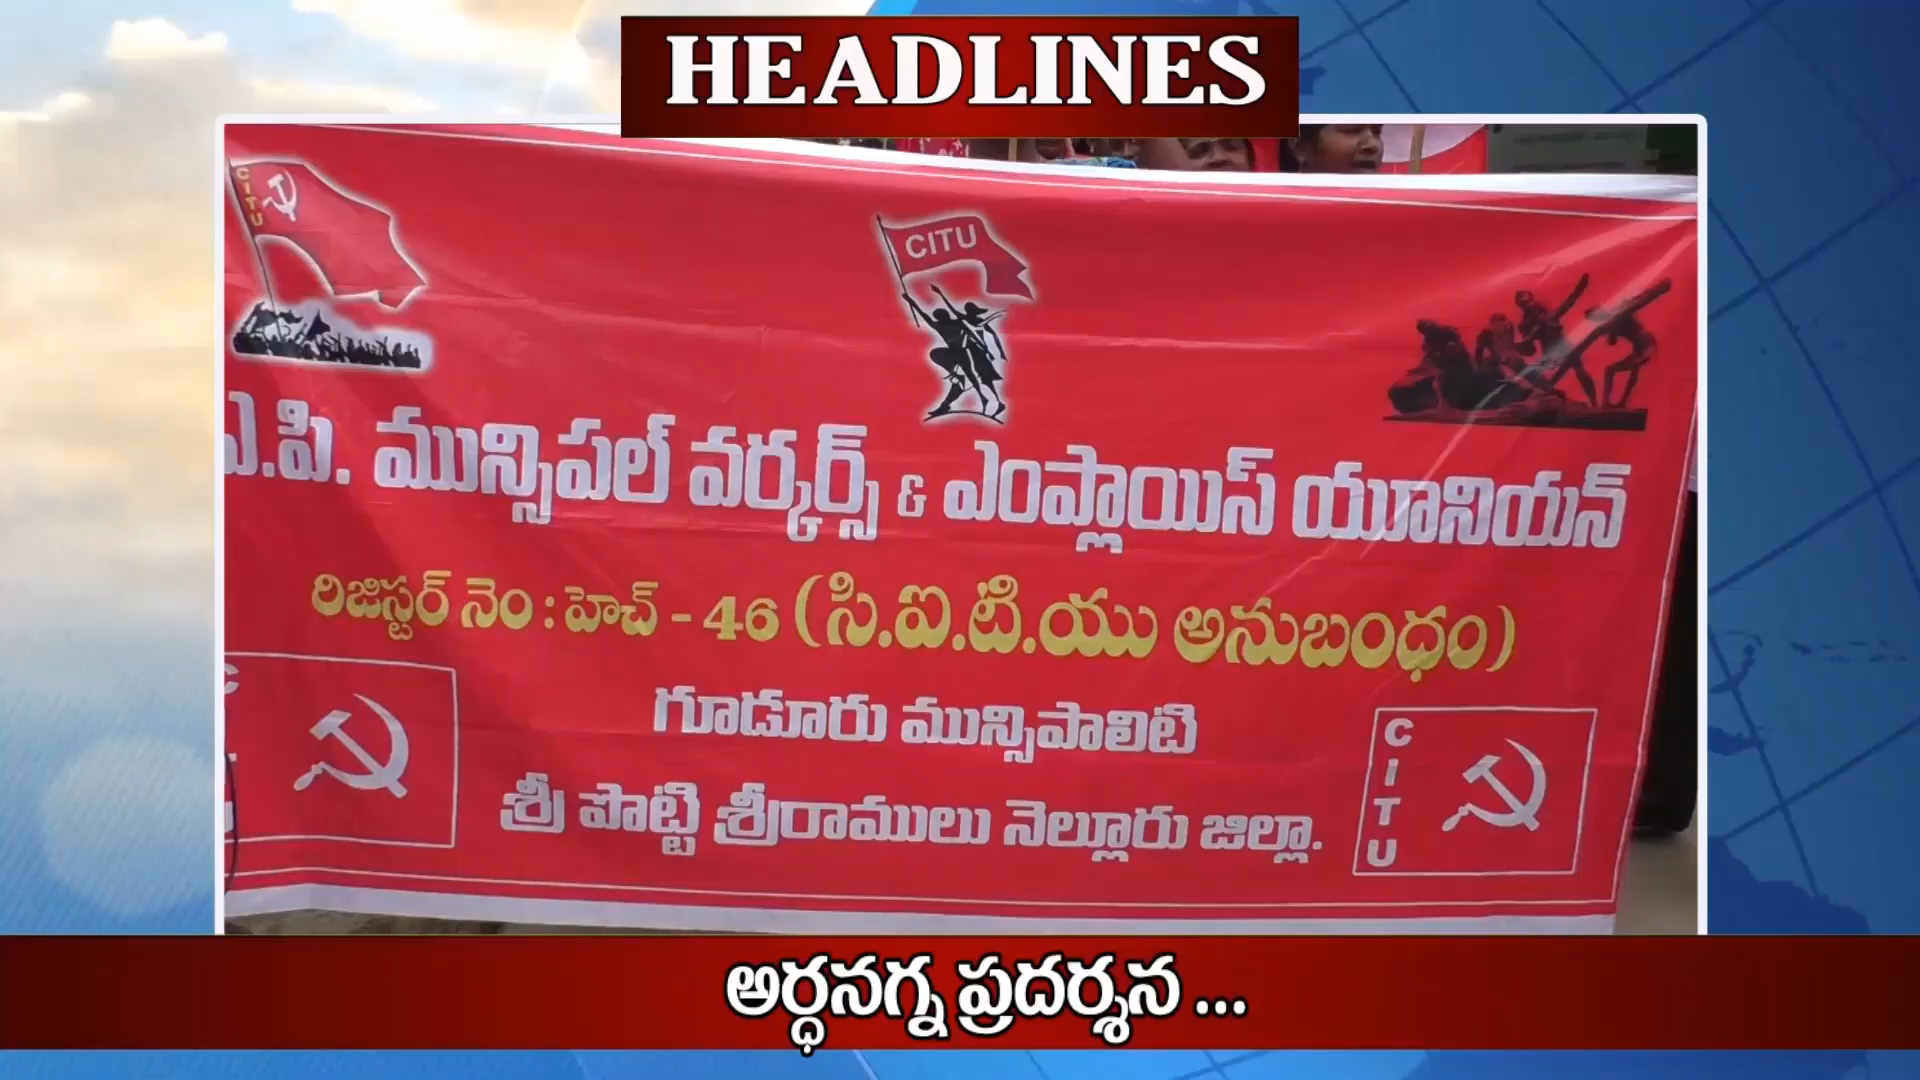 HEADLINES
CITU
CITU
ఎ.పి. మున్సిపల్ వర్కర్స్ & ఎంప్లాయిస్ యూనియన్
రిజిస్టర్ నెం : హెచ్ - 46 (సి.ఐ.టి.యు అనుబంధం)
గూడూరు మున్సిపాలిటి
శ్రీ పొట్టి శ్రీరాములు నెల్లూరు జిల్లా.
CITU
అర్ధనగ్న ప్రదర్శన ...